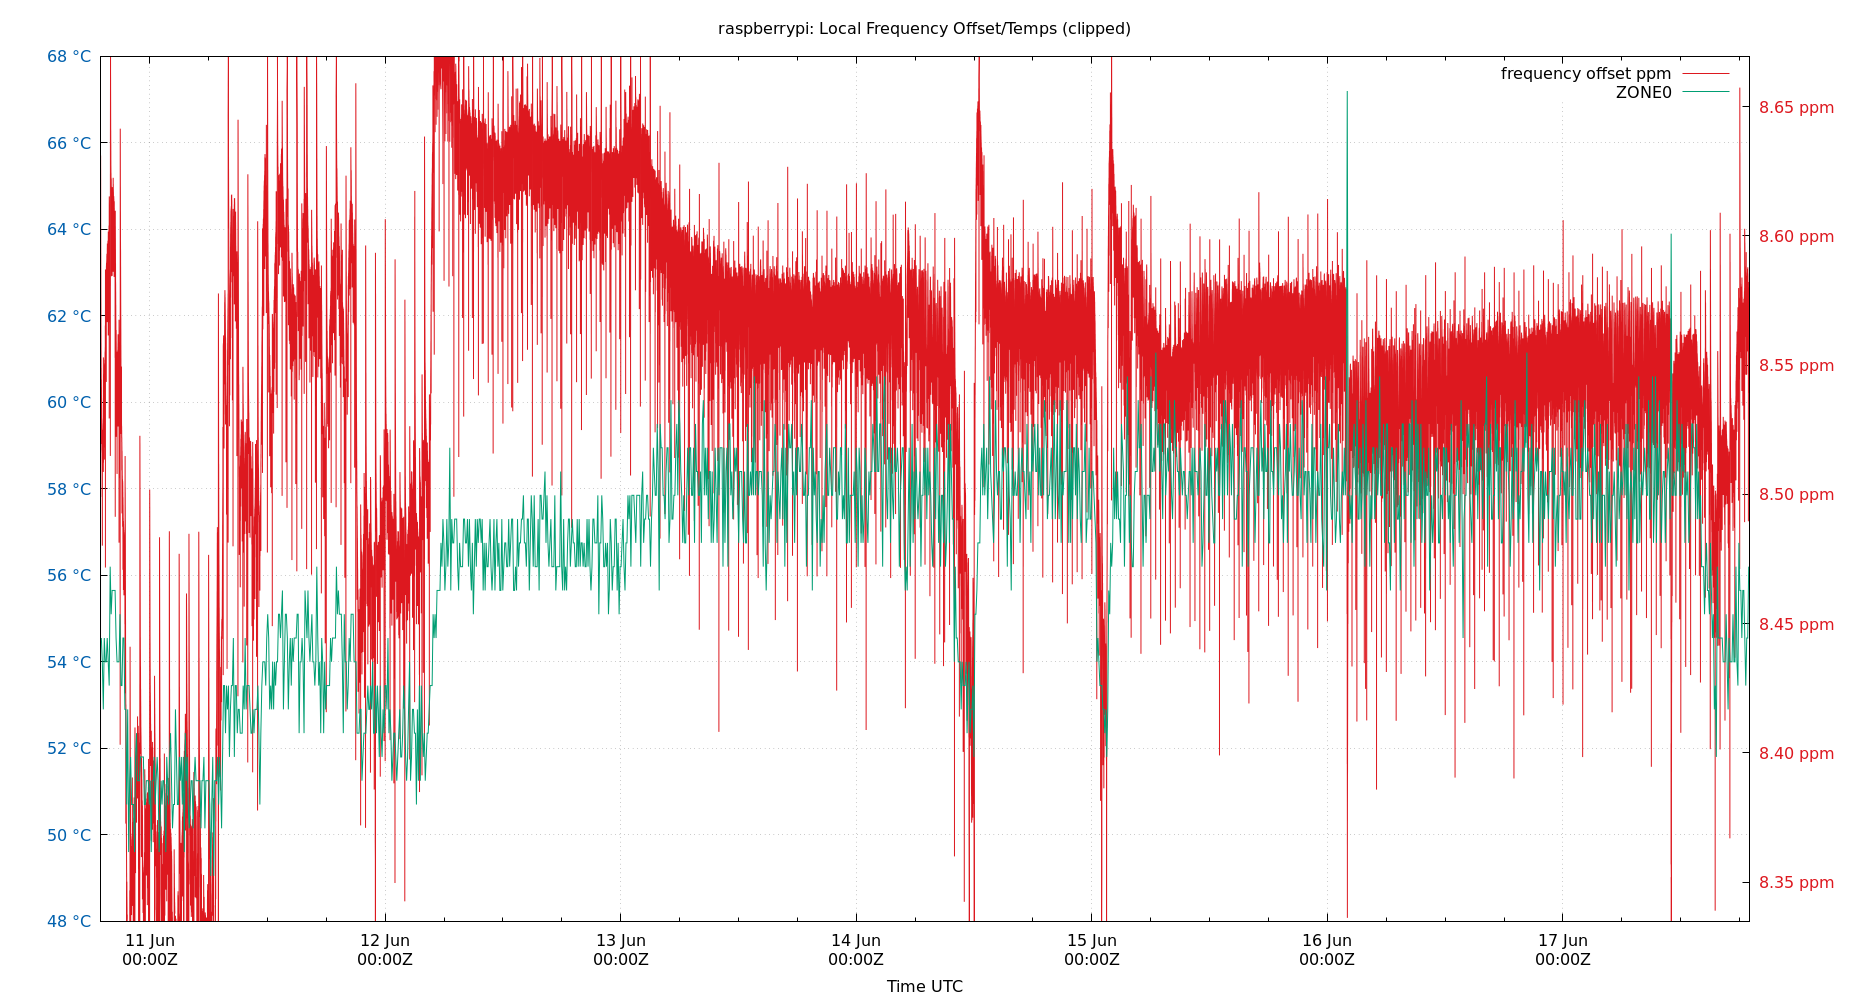 raspberrypi: Local Frequency Offset/Temps (clipped)
frequency offset ppm
ZONE0
68 °C
66 °C
64 °C
62 °C
60 °C
58 °C
56 °C
54 °C
52 °C
50 °C
48 °C
8.65 ppm
8.60 ppm
8.55 ppm
8.50 ppm
8.45 ppm
8.40 ppm
8.35 ppm
11 Jun 12 Jun 13 Jun 14 Jun 15 Jun 16 Jun 17 Jun
00:00Z 00:00Z 00:00Z 00:00Z 00:00Z 00:00Z 00:00Z
Time UTC